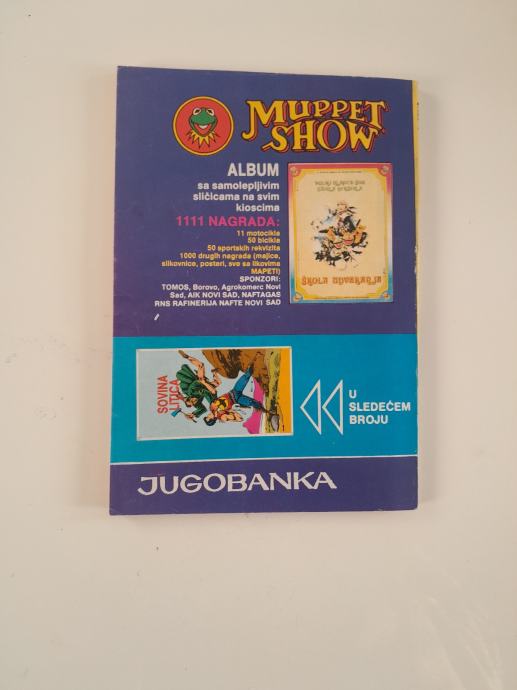 MUPPET
SHOW
ALBUM
sa samolepljivim
sličicama na svim
kioscima
1111 NAGRADA:
11 motocikla
50 bicikla
50 sportskih rekvizita
1000 drugih nagrada (majice,
slikovnice, posteri, sve sa likovima
MAPETI)
SPONZORI:
TOMOS, Borovo, Agrokomerc Novi
Sad, AIK NOVI SAD, NAFTAGAS
RNS RAFINERIJA NAFTE NOVI SAD
ŠKOLA UDVARANJA
SOVINA
LITICA
U
SLEDEĆEM
BROJU
JUGOBANKA